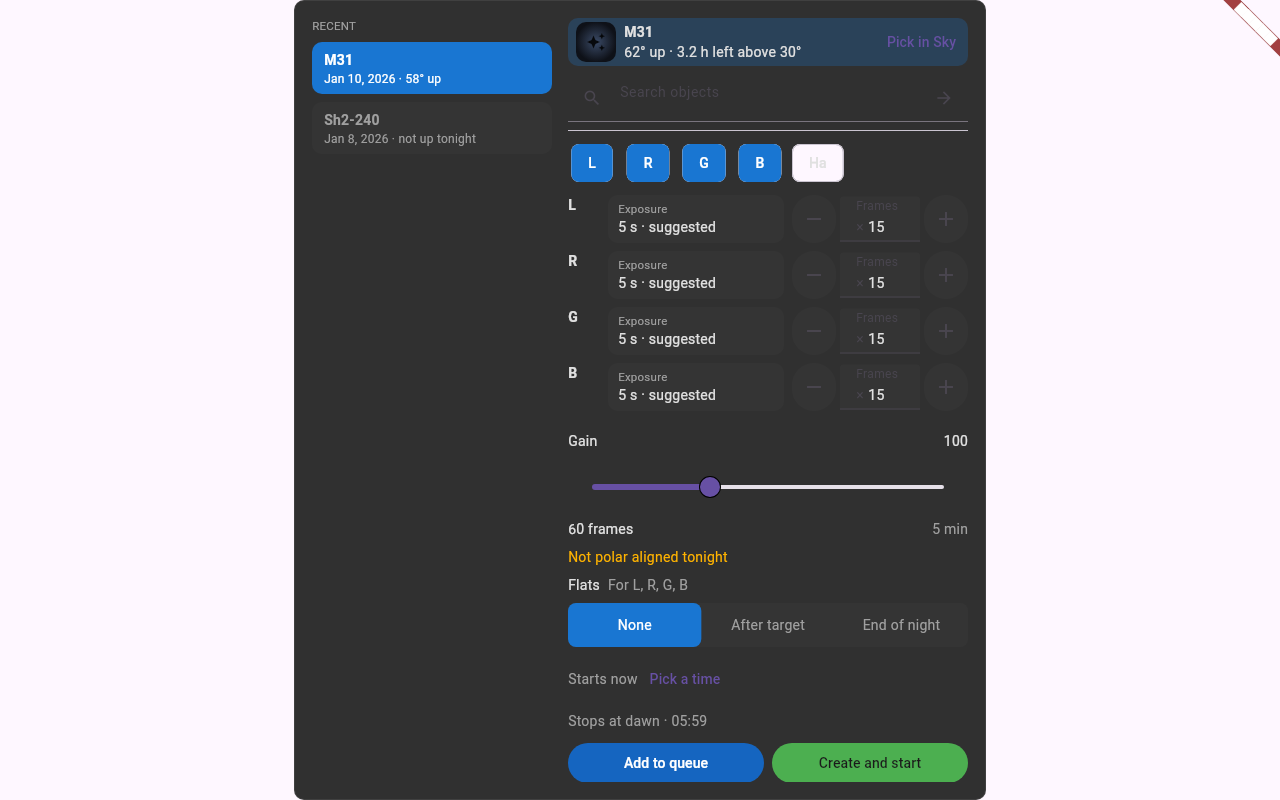 RECENT
M31
Jan 10, 2026 · 58° up
Sh2-240
Jan 8, 2026 · not up tonight
M31
62° up · 3.2 h left above 30°
Pick in Sky
Search objects
L R G B Ha
L
Exposure
5 s · suggested
Frames
× 15
R
Exposure
5 s · suggested
Frames
× 15
G
Exposure
5 s · suggested
Frames
× 15
B
Exposure
5 s · suggested
Frames
× 15
Gain 100
60 frames 5 min
Not polar aligned tonight
Flats For L, R, G, B
None After target End of night
Starts now Pick a time
Stops at dawn · 05:59
Add to queue Create and start